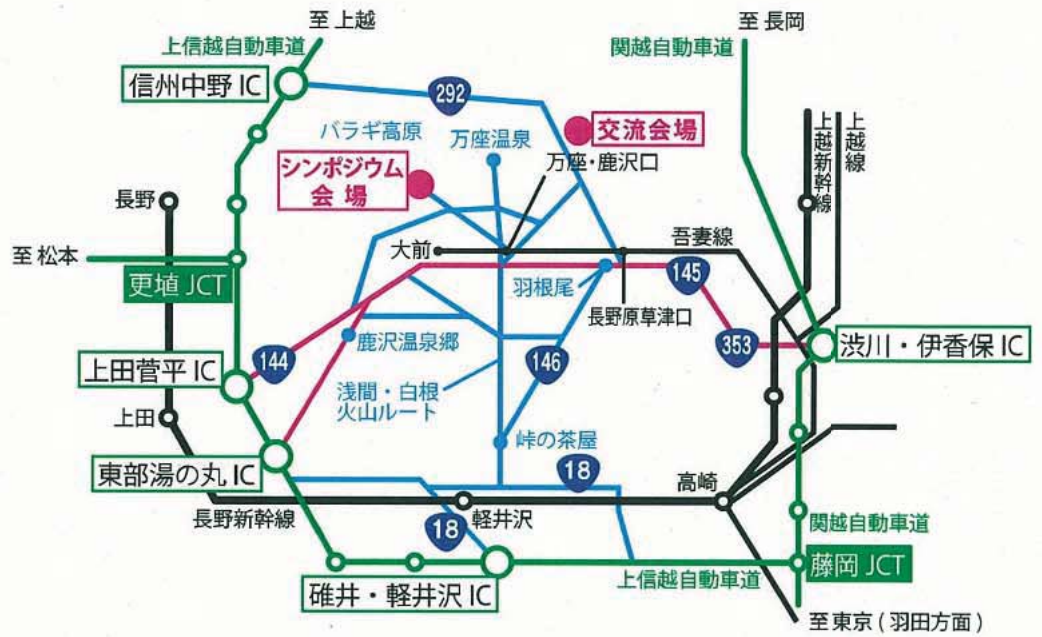 至 上越
至 長岡
上信越自動車道
関越自動車道
信州中野 IC
292
バラギ高原
万座温泉
交流会場
シンポジウム
会 場
万座・鹿沢口
上越新幹線
上越線
長野
大前
吾妻線
至 松本
更埴 JCT
羽根尾
145
長野原草津口
鹿沢温泉郷
353
渋川・伊香保 IC
上田菅平 IC
144
146
浅間・白根
火山ルート
上田
峠の茶屋
東部湯の丸 IC
18
高崎
長野新幹線
18
軽井沢
関越自動車道
碓井・軽井沢 IC
上信越自動車道
藤岡 JCT
至東京 ( 羽田方面 )